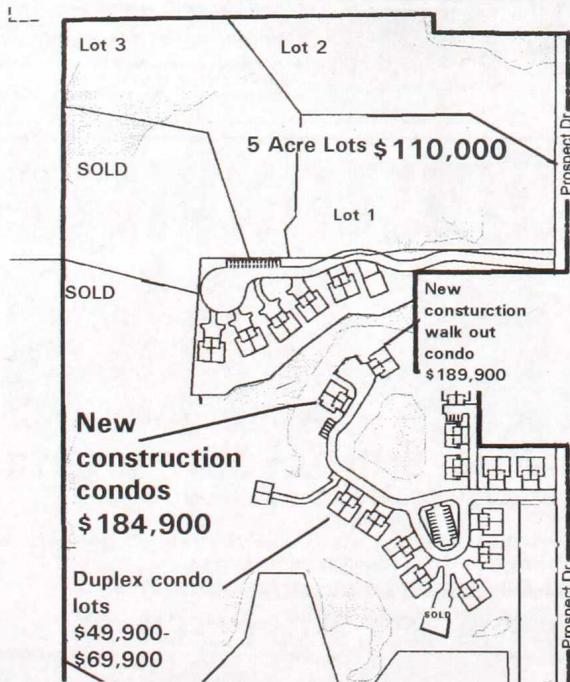 Lot 3
Lot 2
Prospect Dr
5 Acre Lots $110,000
SOLD
Lot 1
SOLD
New
consturction
walk out
condo
$189,900
New
construction
condos
$184,900
Duplex condo
lots
$49,900-
$69,900
SOLD
Prospect Dr